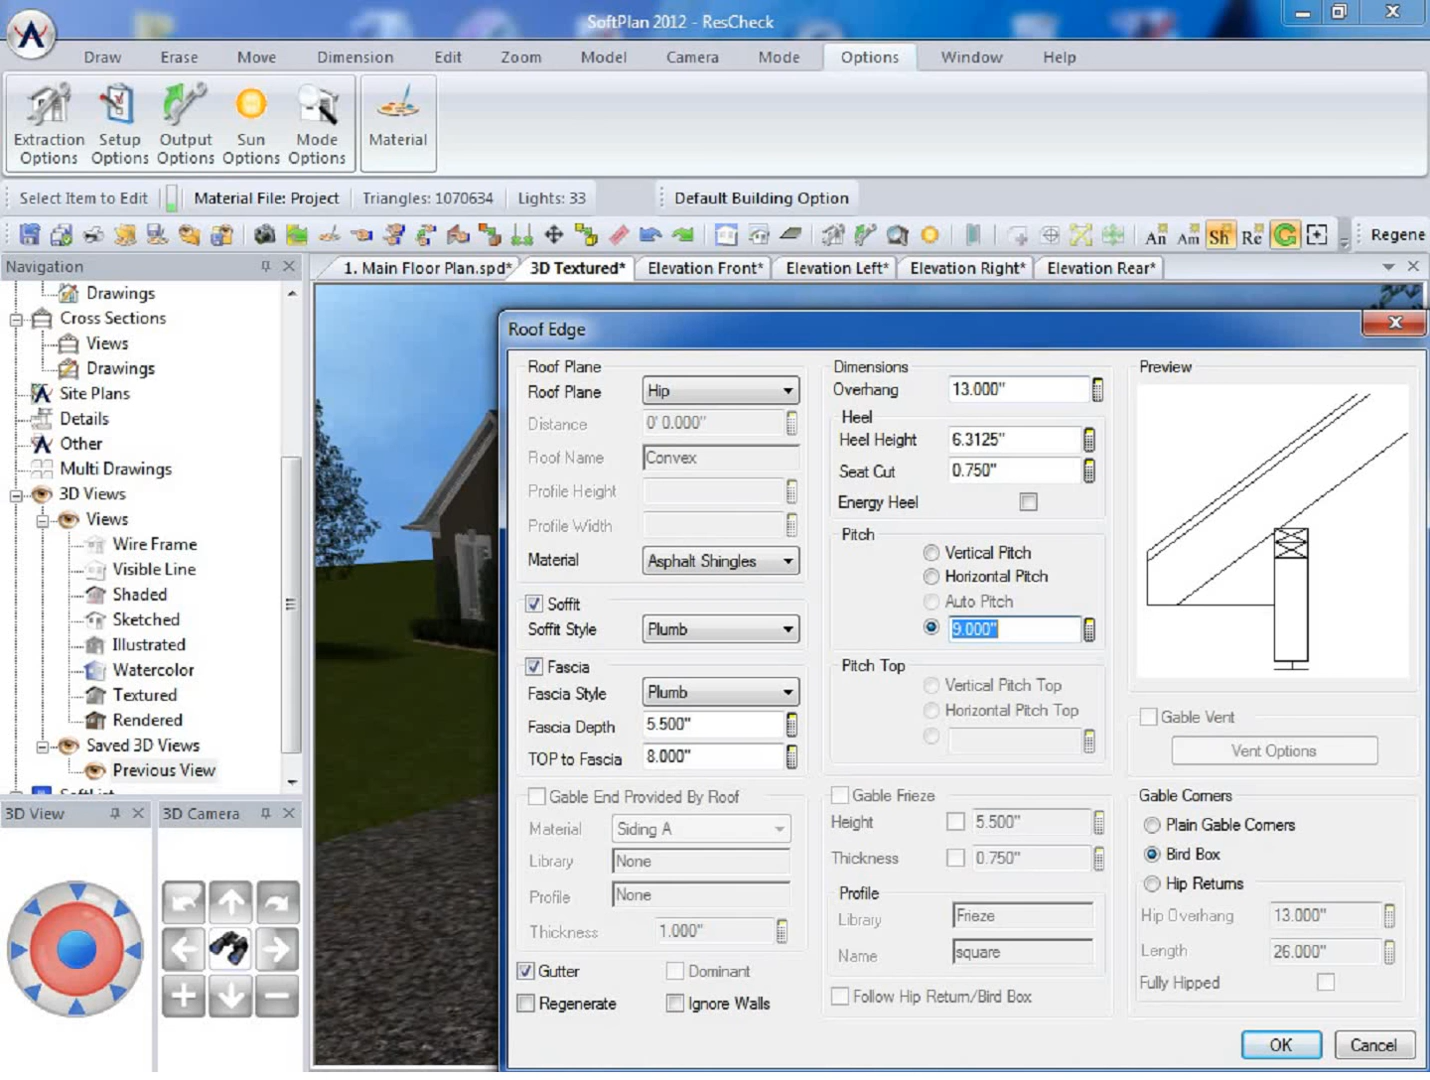 SoftPlan 2012 - ResCheck
Draw Erase Move Dimension Edit Zoom Model Camera Mode Options Window Help
Extraction Options
Setup Options
Output Options
Sun Options
Mode Options
Material
Select Item to Edit Material File: Project Triangles: 1070634 Lights: 33 Default Building Option
An Am Sh Re Regene
Navigation
1. Main Floor Plan.spd* 3D Textured* Elevation Front* Elevation Left* Elevation Right* Elevation Rear*
Drawings
Cross Sections
Views
Drawings
Site Plans
Details
Other
Multi Drawings
3D Views
Views
Wire Frame
Visible Line
Shaded
Sketched
Illustrated
Watercolor
Textured
Rendered
Saved 3D Views
Previous View
3D View
3D Camera
Roof Edge
Roof Plane
Roof Plane Hip
Distance 0' 0.000"
Roof Name Convex
Profile Height
Profile Width
Material Asphalt Shingles
Soffit
Soffit Style Plumb
Fascia
Fascia Style Plumb
Fascia Depth 5.500"
TOP to Fascia 8.000"
Gable End Provided By Roof
Material Siding A
Library None
Profile None
Thickness 1.000"
Gutter Dominant
Regenerate Ignore Walls
Dimensions
Overhang 13.000"
Heel
Heel Height 6.3125"
Seat Cut 0.750"
Energy Heel
Pitch
Vertical Pitch
Horizontal Pitch
Auto Pitch
9.000"
Pitch Top
Vertical Pitch Top
Horizontal Pitch Top
Gable Frieze
Height 5.500"
Thickness 0.750"
Profile
Library Frieze
Name square
Follow Hip Return/Bird Box
Preview
Gable Vent
Vent Options
Gable Corners
Plain Gable Corners
Bird Box
Hip Returns
Hip Overhang 13.000"
Length 26.000"
Fully Hipped
OK Cancel